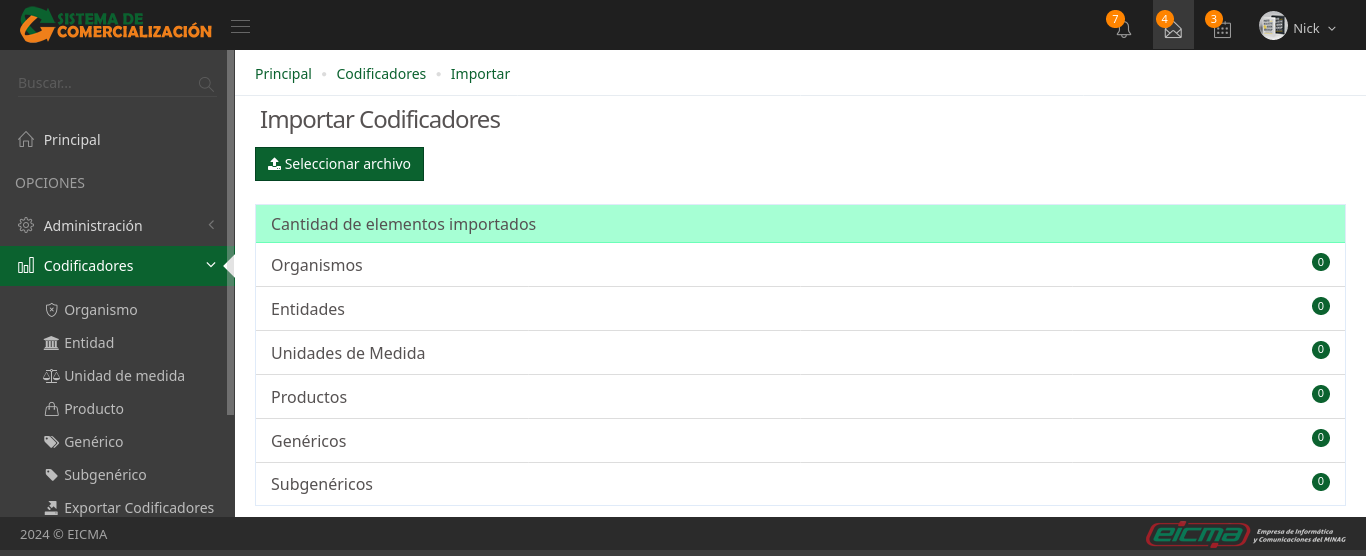 SISTEMA DE
COMERCIALIZACIÓN
7
4
3
Nick
Buscar...
Principal
OPCIONES
Administración
Codificadores
Organismo
Entidad
Unidad de medida
Producto
Genérico
Subgenérico
Exportar Codificadores
Principal • Codificadores • Importar
Importar Codificadores
Seleccionar archivo
Cantidad de elementos importados
Organismos 0
Entidades 0
Unidades de Medida 0
Productos 0
Genéricos 0
Subgenéricos 0
2024 © EICMA
eicma
Empresa de Informática
y Comunicaciones del MINAG